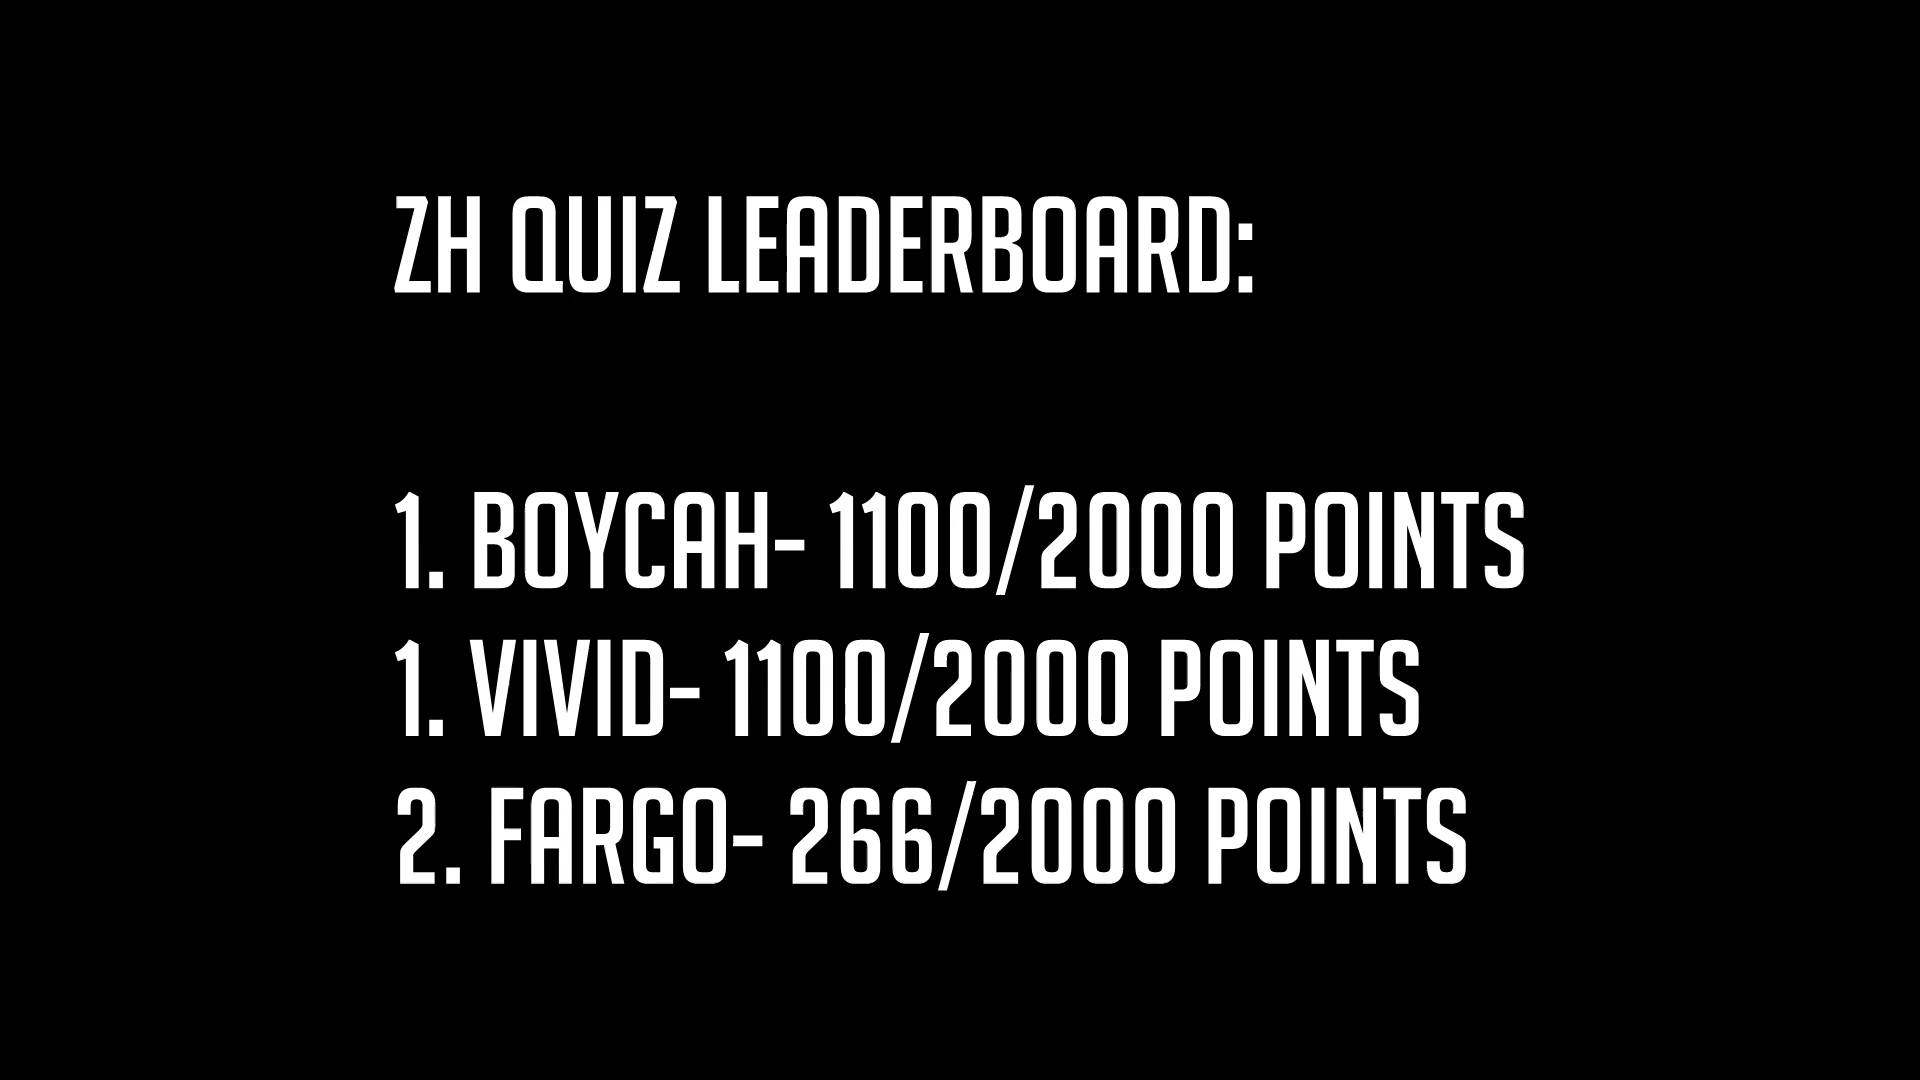 ZH QUIZ LEADERBOARD:
1. BOYCAH- 1100/2000 POINTS
1. VIVID- 1100/2000 POINTS
2. FARGO- 266/2000 POINTS